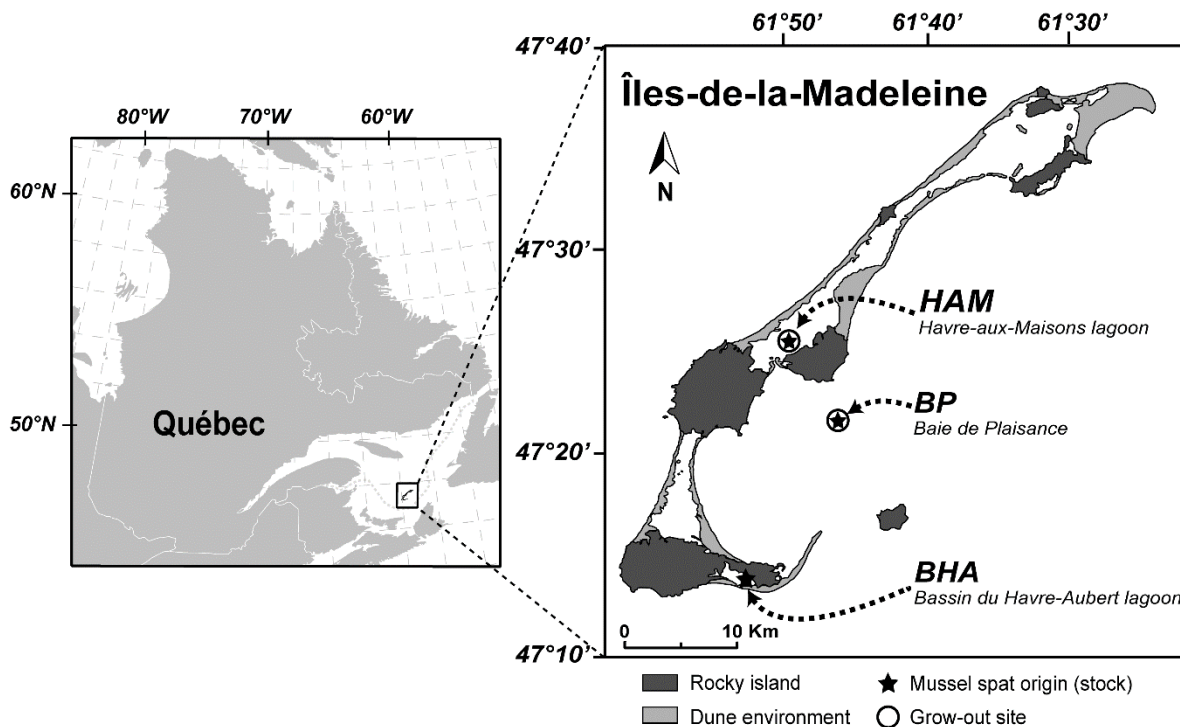 80°W 70°W 60°W
60°N
50°N
Québec
61°50’ 61°40’ 61°30’
47°40’
47°30’
47°20’
47°10’
Îles-de-la-Madeleine
N
HAM
Havre-aux-Maisons lagoon
BP
Baie de Plaisance
BHA
Bassin du Havre-Aubert lagoon
0 10 Km
Rocky island
Dune environment
Mussel spat origin (stock)
Grow-out site